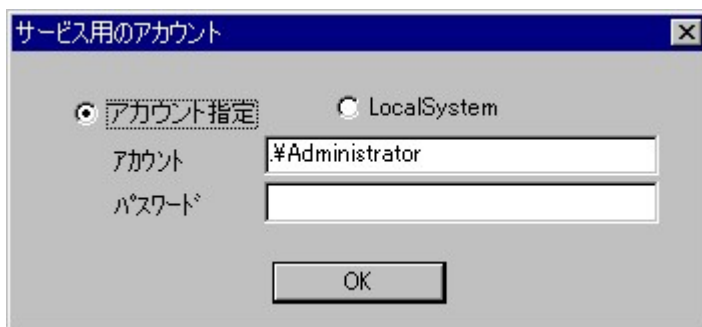 サービス用のアカウント
アカウント指定 LocalSystem
アカウント .¥Administrator
パスワード
OK